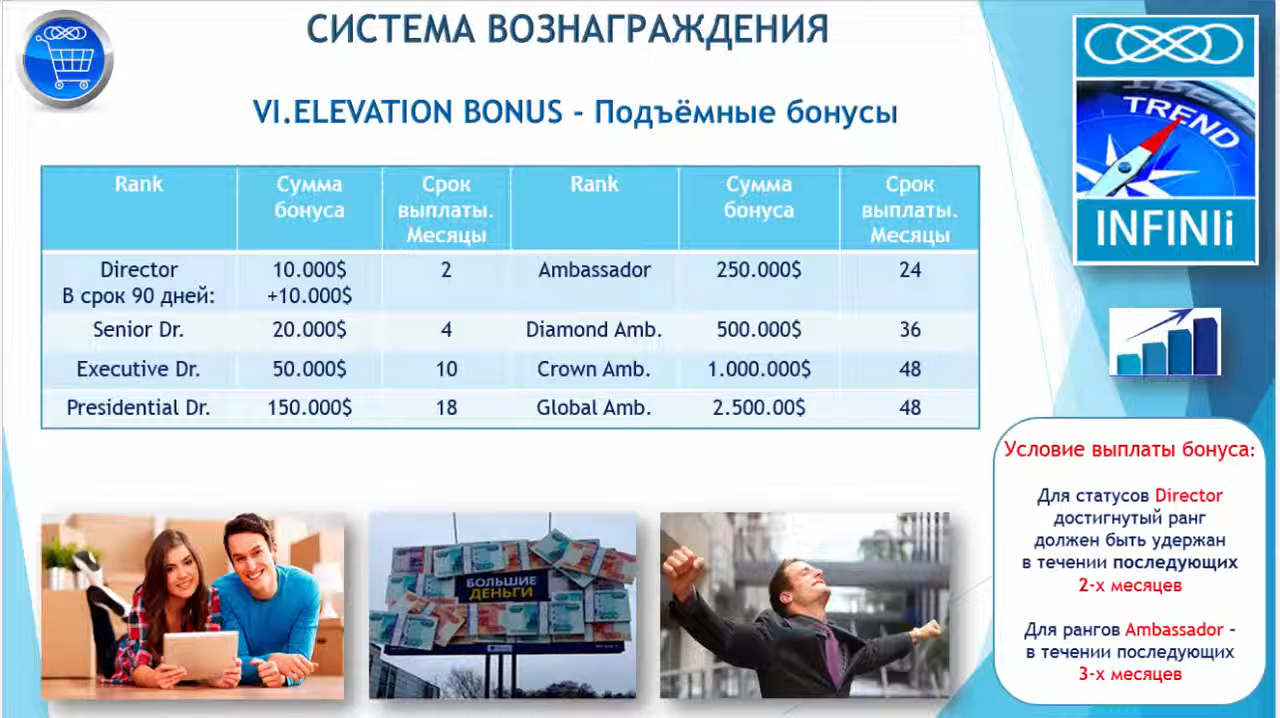 СИСТЕМА ВОЗНАГРАЖДЕНИЯ
VI.ELEVATION BONUS - Подъёмные бонусы
TREND
INFINIi
Rank Сумма бонуса Срок выплаты. Месяцы Rank Сумма бонуса Срок выплаты. Месяцы
Director 10.000$ 2 Ambassador 250.000$ 24
В срок 90 дней: +10.000$
Senior Dr. 20.000$ 4 Diamond Amb. 500.000$ 36
Executive Dr. 50.000$ 10 Crown Amb. 1.000.000$ 48
Presidential Dr. 150.000$ 18 Global Amb. 2.500.00$ 48
БОЛЬШИЕ
ДЕНЬГИ
Условие выплаты бонуса:
Для статусов Director
достигнутый ранг
должен быть удержан
в течении последующих
2-х месяцев
Для рангов Ambassador –
в течении последующих
3-х месяцев